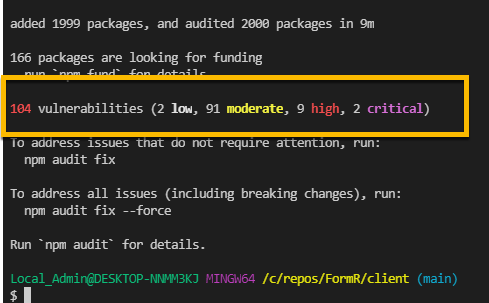 added 1999 packages, and audited 2000 packages in 9m
166 packages are looking for funding
run `npm fund` for details
104 vulnerabilities (2 low, 91 moderate, 9 high, 2 critical)
To address issues that do not require attention, run:
npm audit fix
To address all issues (including breaking changes), run:
npm audit fix --force
Run `npm audit` for details.
Local_Admin@DESKTOP-NNMM3KJ MINGW64 /c/repos/FormR/client (main)
$